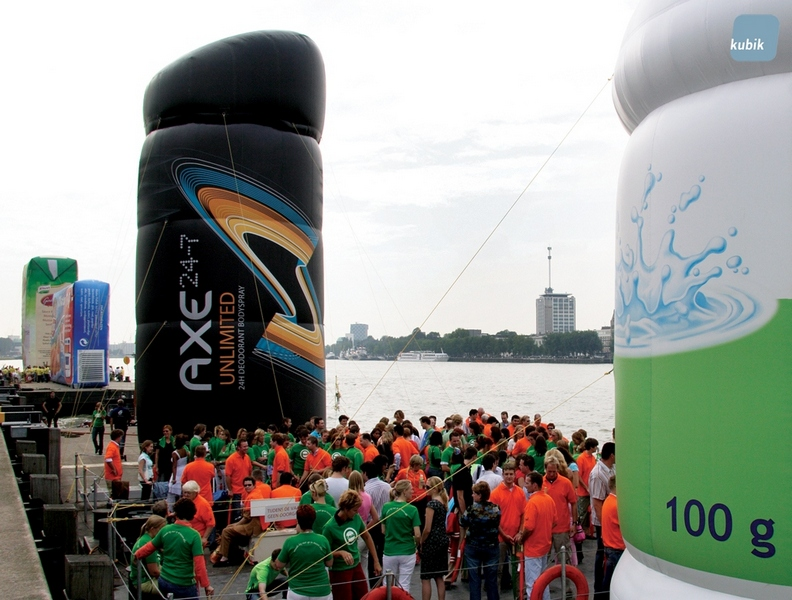 kubik
AXE 24-7
UNLIMITED
24H DEODORANT BODYSPRAY
100 g